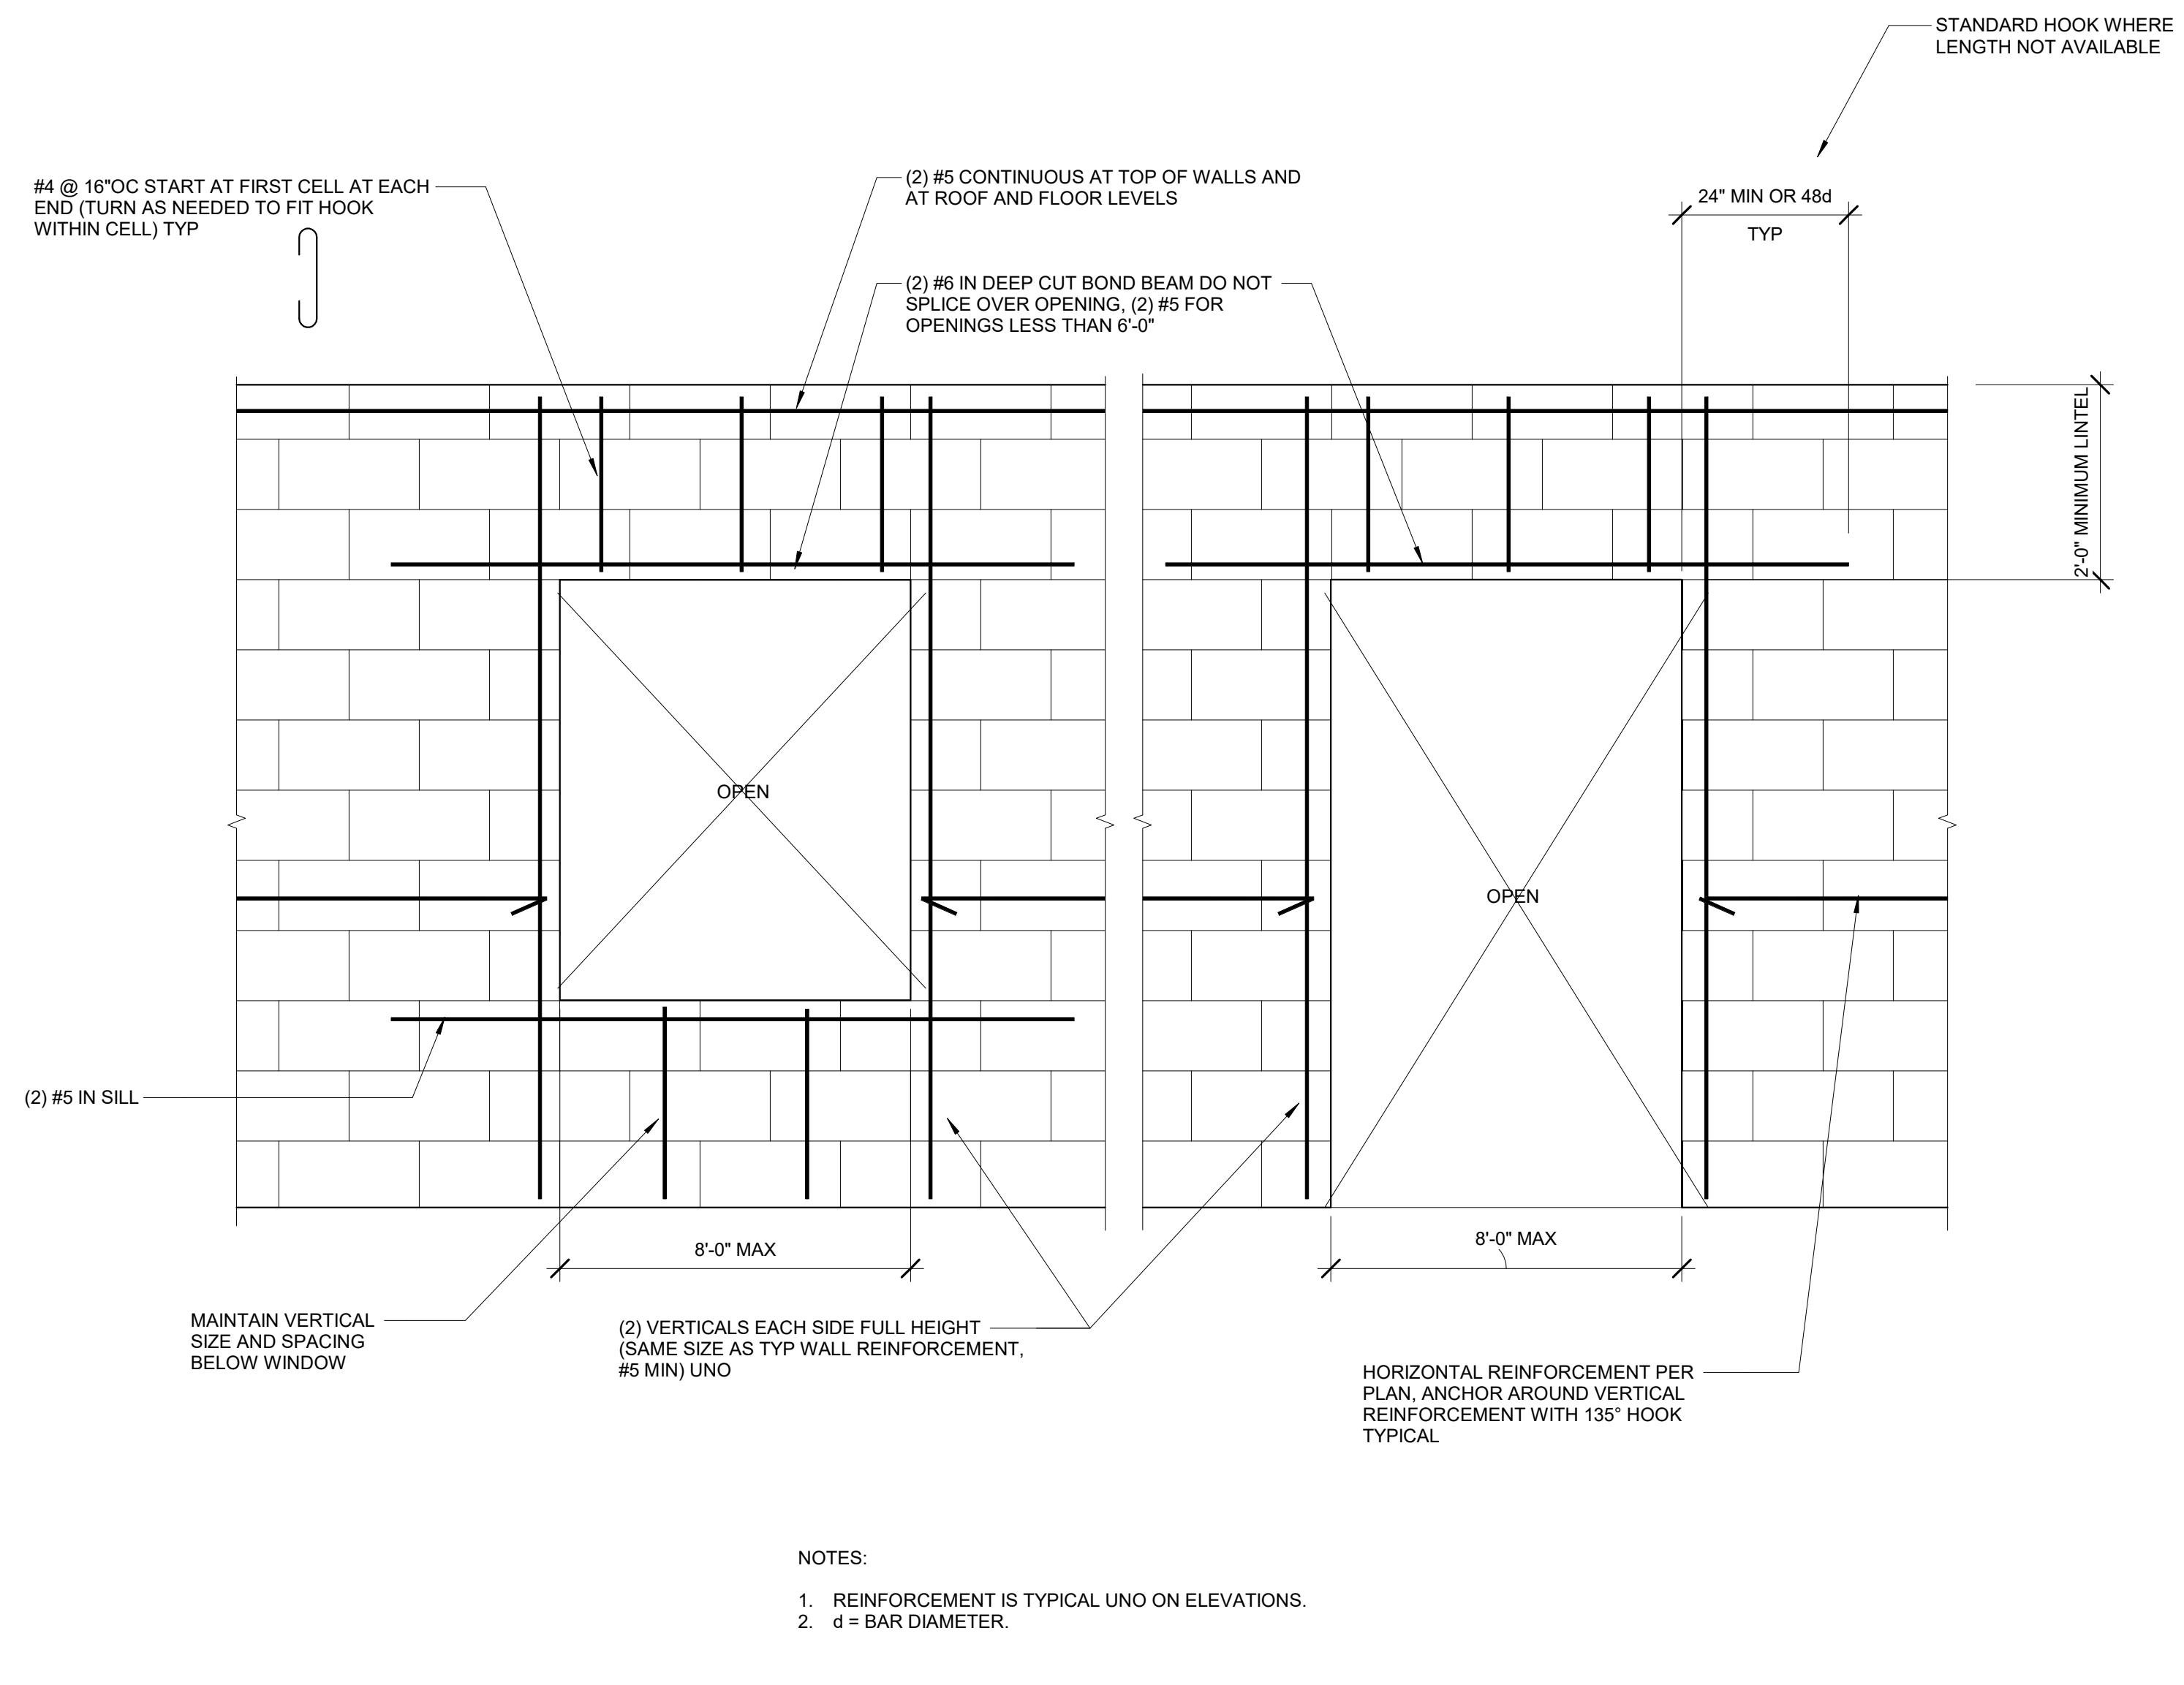 STANDARD HOOK WHERE
LENGTH NOT AVAILABLE
#4 @ 16"OC START AT FIRST CELL AT EACH
END (TURN AS NEEDED TO FIT HOOK
WITHIN CELL) TYP
(2) #5 CONTINUOUS AT TOP OF WALLS AND
AT ROOF AND FLOOR LEVELS
24" MIN OR 48d
TYP
(2) #6 IN DEEP CUT BOND BEAM DO NOT
SPLICE OVER OPENING, (2) #5 FOR
OPENINGS LESS THAN 6'-0"
2'-0" MINIMUM LINTEL
OPEN
OPEN
(2) #5 IN SILL
8'-0" MAX
8'-0" MAX
MAINTAIN VERTICAL
SIZE AND SPACING
BELOW WINDOW
(2) VERTICALS EACH SIDE FULL HEIGHT
(SAME SIZE AS TYP WALL REINFORCEMENT,
#5 MIN) UNO
HORIZONTAL REINFORCEMENT PER
PLAN, ANCHOR AROUND VERTICAL
REINFORCEMENT WITH 135° HOOK
TYPICAL
NOTES:
1. REINFORCEMENT IS TYPICAL UNO ON ELEVATIONS.
2. d = BAR DIAMETER.